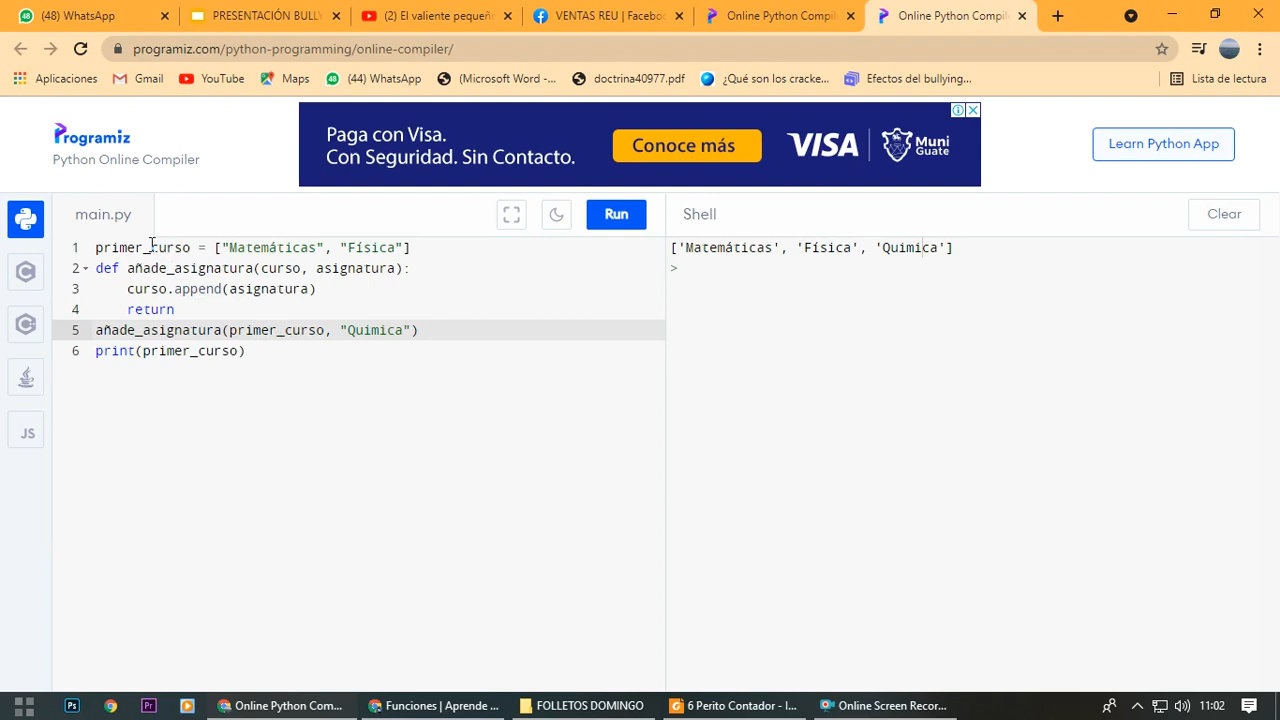 (48) WhatsApp
PRESENTACIÓN BULLY
(2) El valiente pequeñ
VENTAS REU | Faceboo
Online Python Compil
Online Python Compile
programiz.com/python-programming/online-compiler/
Aplicaciones
Gmail
YouTube
Maps
(44) WhatsApp
(Microsoft Word -...
doctrina40977.pdf
¿Qué son los cracke...
Efectos del bullying...
Lista de lectura
Programiz
Python Online Compiler
Paga con Visa.
Con Seguridad. Sin Contacto.
Conoce más
VISA
Muni
Guate
Learn Python App
main.py
Run
Shell
Clear
1 primer_curso = ["Matemáticas", "Física"]
2 def añade_asignatura(curso, asignatura):
3 curso.append(asignatura)
4 return
5 añade_asignatura(primer_curso, "Quimica")
6 print(primer_curso)
['Matemáticas', 'Física', 'Quimica']
>
JS
Ps
Pr
Online Python Com...
Funciones | Aprende ...
FOLLETOS DOMINGO
6 Perito Contador - I...
Online Screen Recor...
11:02